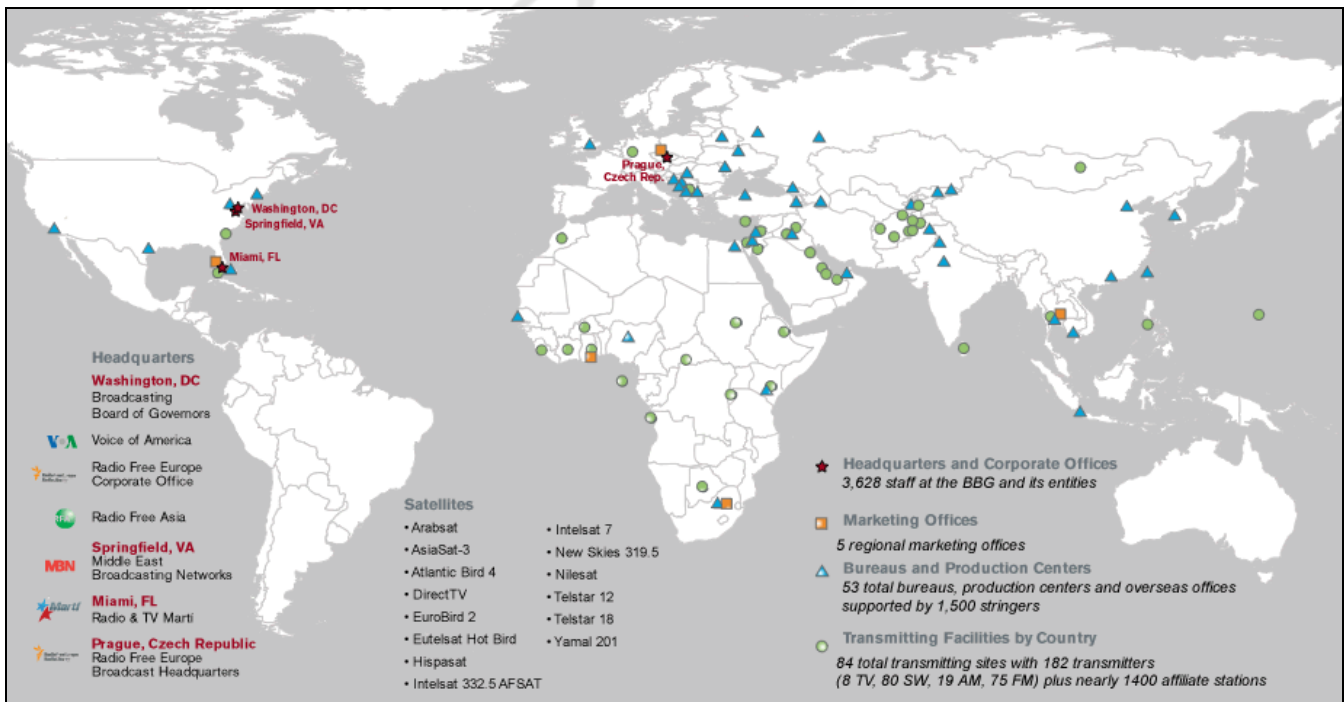 Prague,
Czech Rep.
Washington, DC
Springfield, VA
Miami, FL
Headquarters
Washington, DC
Broadcasting
Board of Governors
VOA
Voice of America
Radio Free Europe
Corporate Office
Radio Free Asia
Springfield, VA
MBN
Middle East
Broadcasting Networks
Martí
Miami, FL
Radio & TV Martí
Prague, Czech Republic
Radio Free Europe
Broadcast Headquarters
Satellites
• Arabsat
• AsiaSat-3
• Atlantic Bird 4
• DirectTV
• EuroBird 2
• Eutelsat Hot Bird
• Hispasat
• Intelsat 332.5 AFSAT
• Intelsat 7
• New Skies 319.5
• Nilesat
• Telstar 12
• Telstar 18
• Yamal 201
Headquarters and Corporate Offices
3,628 staff at the BBG and its entities
Marketing Offices
5 regional marketing offices
Bureaus and Production Centers
53 total bureaus, production centers and overseas offices
supported by 1,500 stringers
Transmitting Facilities by Country
84 total transmitting sites with 182 transmitters
(8 TV, 80 SW, 19 AM, 75 FM) plus nearly 1400 affiliate stations